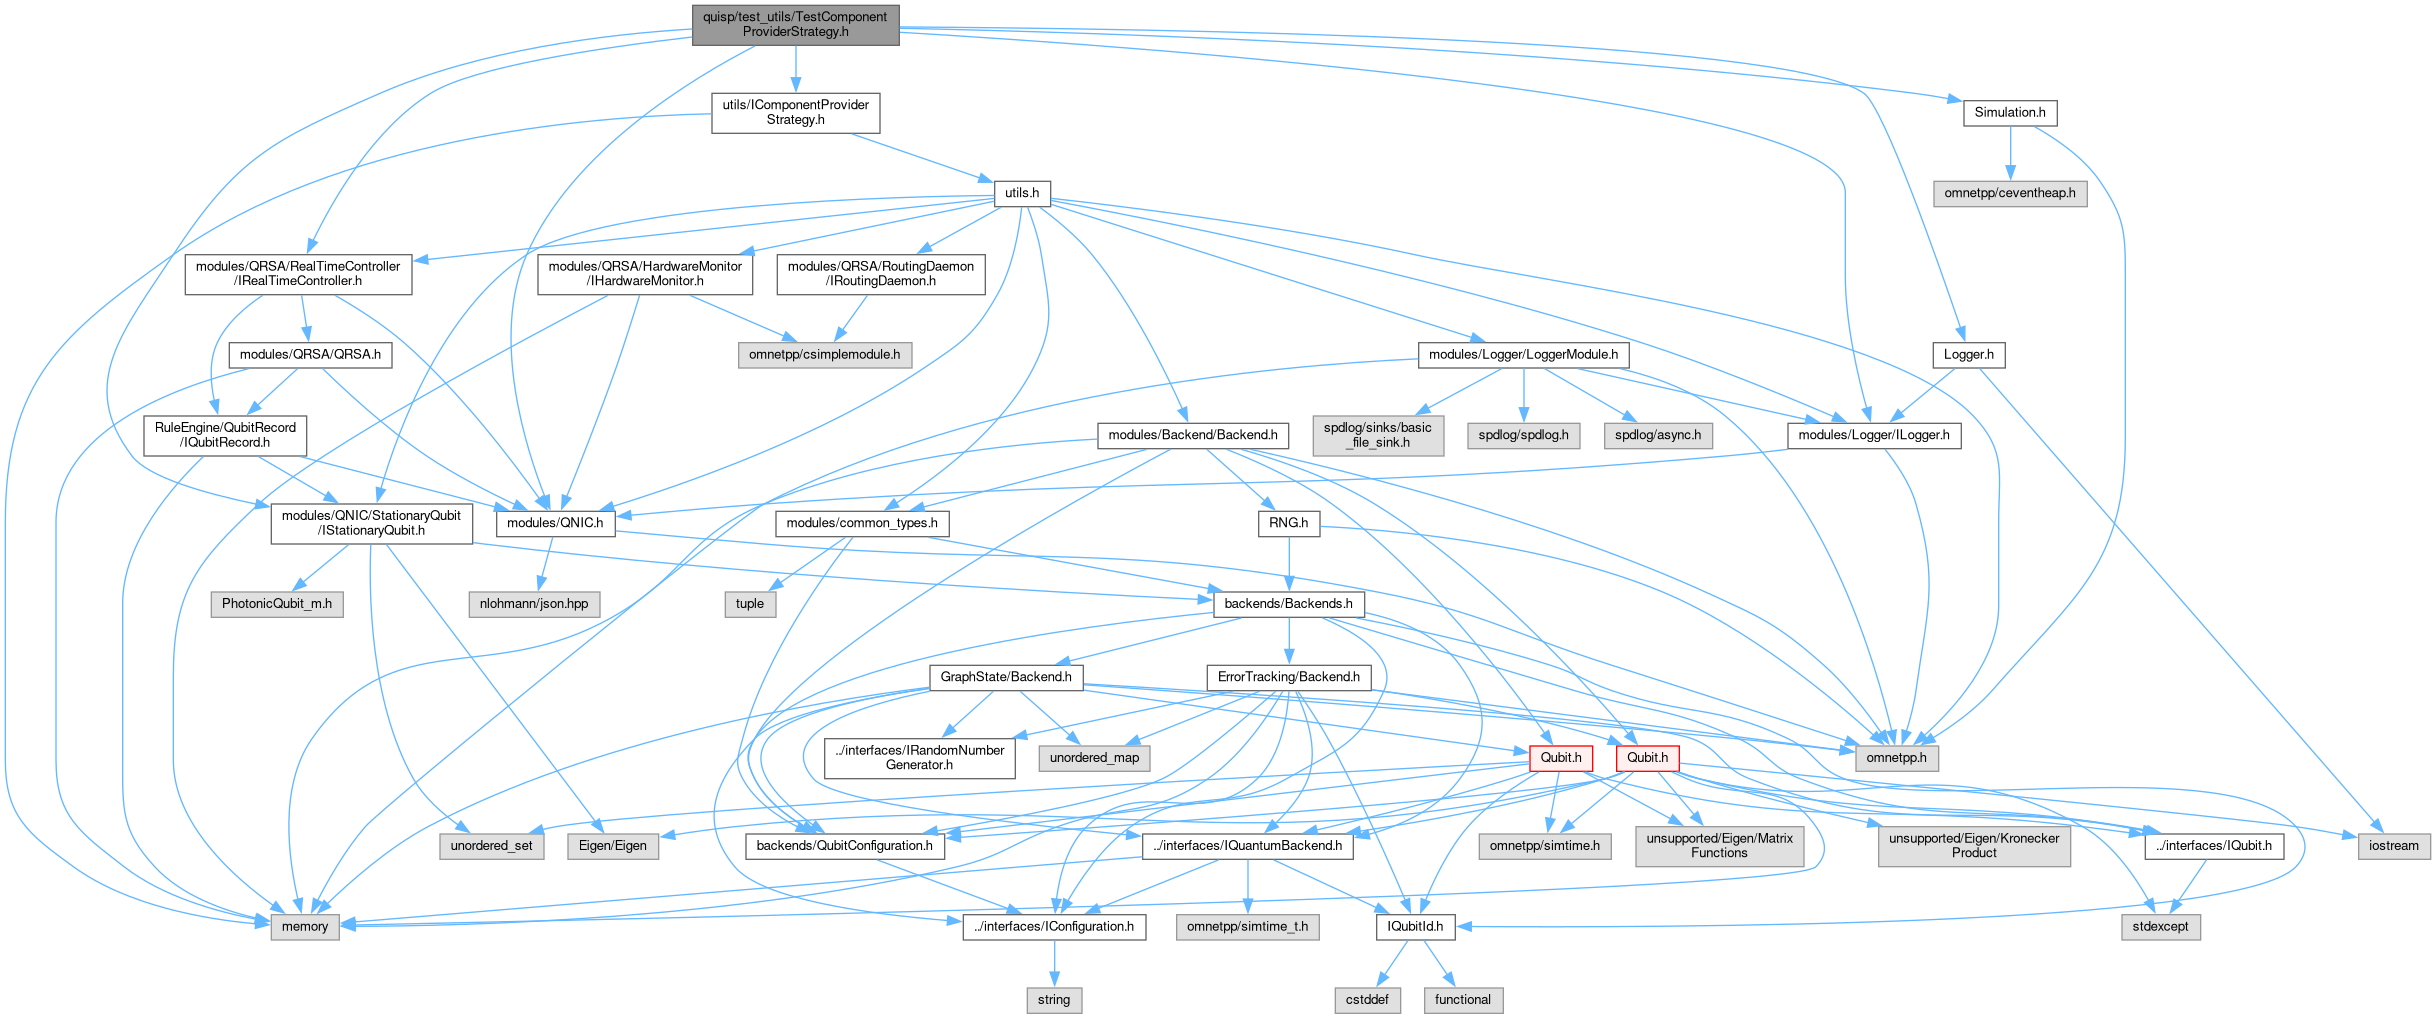 quisp/test_utils/TestComponent
ProviderStrategy.h
utils/IComponentProvider
Strategy.h
Simulation.h
omnetpp/ceventheap.h
utils.h
modules/QRSA/RealTimeController
/IRealTimeController.h
modules/QRSA/HardwareMonitor
/IHardwareMonitor.h
modules/QRSA/RoutingDaemon
/IRoutingDaemon.h
modules/QRSA/QRSA.h
omnetpp/csimplemodule.h
modules/Logger/LoggerModule.h
Logger.h
RuleEngine/QubitRecord
/IQubitRecord.h
modules/Backend/Backend.h
spdlog/sinks/basic
_file_sink.h
spdlog/spdlog.h
spdlog/async.h
modules/Logger/ILogger.h
modules/QNIC/StationaryQubit
/IStationaryQubit.h
modules/QNIC.h
modules/common_types.h
RNG.h
PhotonicQubit_m.h
nlohmann/json.hpp
tuple
backends/Backends.h
GraphState/Backend.h
ErrorTracking/Backend.h
../interfaces/IRandomNumber
Generator.h
unordered_map
Qubit.h
Qubit.h
omnetpp.h
unordered_set
Eigen/Eigen
backends/QubitConfiguration.h
../interfaces/IQuantumBackend.h
omnetpp/simtime.h
unsupported/Eigen/Matrix
Functions
unsupported/Eigen/Kronecker
Product
../interfaces/IQubit.h
iostream
memory
../interfaces/IConfiguration.h
omnetpp/simtime_t.h
IQubitId.h
stdexcept
string
cstddef
functional